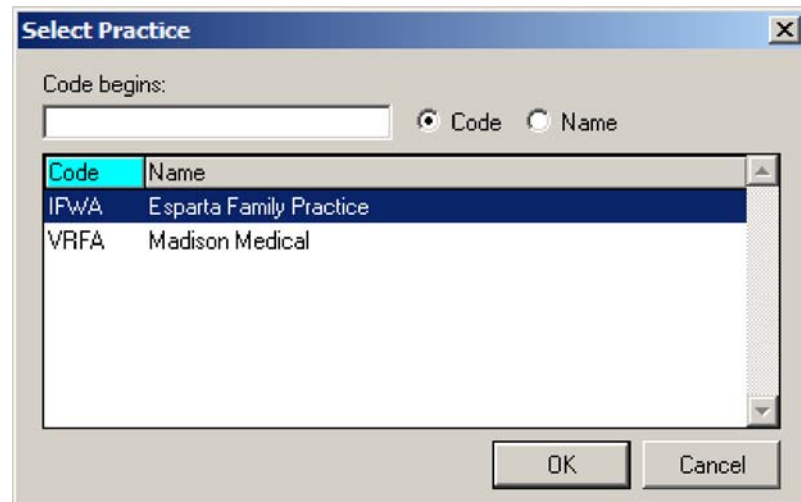 Select Practice
Code begins:
Code Name
Code Name
IFWA Esparta Family Practice
VRFA Madison Medical
OK Cancel